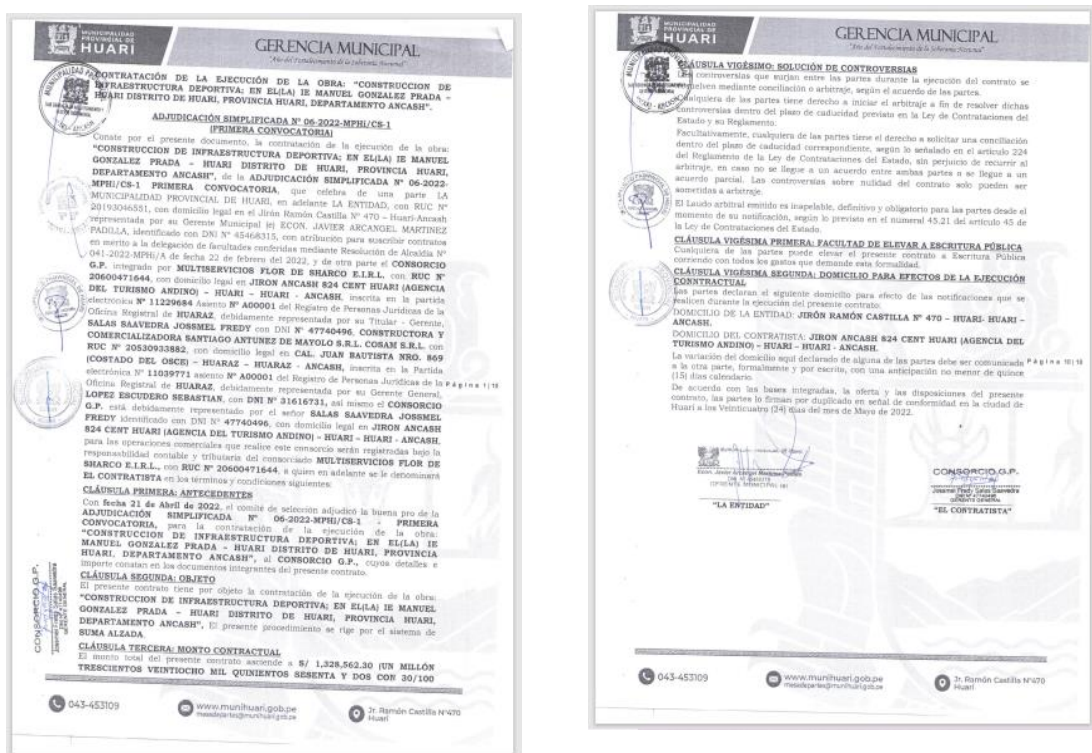 MUNICIPALIDAD
PROVINCIAL DE
HUARI
GERENCIA MUNICIPAL
"Año del Fortalecimiento de la Soberanía Nacional"
CONTRATACIÓN DE LA EJECUCIÓN DE LA OBRA: "CONSTRUCCION DE
INFRAESTRUCTURA DEPORTIVA; EN EL(LA) IE MANUEL GONZALEZ PRADA –
HUARI DISTRITO DE HUARI, PROVINCIA HUARI, DEPARTAMENTO ANCASH".
ADJUDICACIÓN SIMPLIFICADA N° 06-2022-MPHi/CS-1
(PRIMERA CONVOCATORIA)
Conste por el presente documento, la contratación de la ejecución de la obra:
"CONSTRUCCION DE INFRAESTRUCTURA DEPORTIVA; EN EL(LA) IE MANUEL
GONZALEZ PRADA – HUARI DISTRITO DE HUARI, PROVINCIA HUARI,
DEPARTAMENTO ANCASH", de la ADJUDICACIÓN SIMPLIFICADA N° 06-2022-
MPHI/CS-1 PRIMERA CONVOCATORIA, que celebra de una parte LA
MUNICIPALIDAD PROVINCIAL DE HUARI, en adelante LA ENTIDAD, con RUC N°
20193046551, con domicilio legal en el Jirón Ramón Castilla N° 470 – Huari-Ancash
representada por su Gerente Municipal (e) ECON. JAVIER ARCANGEL MARTINEZ
PADILLA, identificado con DNI N° 45468315, con atribución para suscribir contratos
en merito a la delegación de facultades conferidas mediante Resolución de Alcaldía N°
041-2022-MPHI/A de fecha 22 de febrero del 2022, y de otra parte el CONSORCIO
G.P. integrado por MULTISERVICIOS FLOR DE SHARCO E.I.R.L., con RUC N°
20600471644, con domicilio legal en JIRON ANCASH 824 CENT HUARI (AGENCIA
DEL TURISMO ANDINO) – HUARI – HUARI - ANCASH, inscrita en la partida
electrónica N° 11229684 Asiento N° A00001 del Registro de Personas Jurídicas de la
Oficina Registral de HUARAZ, debidamente representada por su Titular - Gerente,
SALAS SAAVEDRA JOSSMEL FREDY con DNI N° 47740496, CONSTRUCTORA Y
COMERCIALIZADORA SANTIAGO ANTUNEZ DE MAYOLO S.R.L. COSAM S.R.L. con
RUC N° 20530933882, con domicilio legal en CAL. JUAN BAUTISTA NRO. 869
(COSTADO DEL OSCE) – HUARAZ – HUARAZ - ANCASH, inscrita en la Partida
electrónica N° 11039771 asiento N° A00001 del Registro de Personas Jurídicas de la Página 1|18
Oficina Registral de HUARAZ, debidamente representada por su Gerente General,
LOPEZ ESCUDERO SEBASTIAN, con DNI N° 31616731, así mismo el CONSORCIO
G.P. está debidamente representado por el señor SALAS SAAVEDRA JOSSMEL
FREDY identificado con DNI N° 47740496, con domicilio legal en JIRON ANCASH
824 CENT HUARI (AGENCIA DEL TURISMO ANDINO) – HUARI – HUARI - ANCASH,
para las operaciones comerciales que realice este consorcio serán registradas bajo la
responsabilidad contable y tributaria del consorciado MULTISERVICIOS FLOR DE
SHARCO E.I.R.L., con RUC N° 20600471644, a quien en adelante se le denominará
EL CONTRATISTA en los términos y condiciones siguientes:
CLÁUSULA PRIMERA: ANTECEDENTES
Con fecha 21 de Abril de 2022, el comité de selección adjudicó la buena pro de la
ADJUDICACIÓN SIMPLIFICADA N° 06-2022-MPHI/CS-1 - PRIMERA
CONVOCATORIA, para la contratación de la ejecución de la obra:
"CONSTRUCCION DE INFRAESTRUCTURA DEPORTIVA; EN EL(LA) IE
MANUEL GONZALEZ PRADA – HUARI DISTRITO DE HUARI, PROVINCIA
HUARI, DEPARTAMENTO ANCASH", al CONSORCIO G.P., cuyos detalles e
importe constan en los documentos integrantes del presente contrato.
CLÁUSULA SEGUNDA: OBJETO
El presente contrato tiene por objeto la contratación de la ejecución de la obra:
"CONSTRUCCION DE INFRAESTRUCTURA DEPORTIVA; EN EL(LA) IE MANUEL
GONZALEZ PRADA – HUARI DISTRITO DE HUARI, PROVINCIA HUARI,
DEPARTAMENTO ANCASH", El presente procedimiento se rige por el sistema de
SUMA ALZADA.
CLÁUSULA TERCERA: MONTO CONTRACTUAL
El monto total del presente contrato asciende a S/ 1,328,562.30 (UN MILLÓN
TRESCIENTOS VEINTIOCHO MIL QUINIENTOS SESENTA Y DOS CON 30/100
CONSORCIO G.P.
Jossmel Fredy Salas Saavedra
043-453109
www.munihuari.gob.pe
mesadepartes@munihuari.gob.pe
Jr. Ramón Castilla N°470
Huari
MUNICIPALIDAD
PROVINCIAL DE
HUARI
GERENCIA MUNICIPAL
"Año del Fortalecimiento de la Soberanía Nacional"
CLÁUSULA VIGÉSIMO: SOLUCIÓN DE CONTROVERSIAS
Las controversias que surjan entre las partes durante la ejecución del contrato se
resuelven mediante conciliación o arbitraje, según el acuerdo de las partes.
Cualquiera de las partes tiene derecho a iniciar el arbitraje a fin de resolver dichas
controversias dentro del plazo de caducidad previsto en la Ley de Contrataciones del
Estado y su Reglamento.
Facultativamente, cualquiera de las partes tiene el derecho a solicitar una conciliación
dentro del plazo de caducidad correspondiente, según lo señalado en el artículo 224
del Reglamento de la Ley de Contrataciones del Estado, sin perjuicio de recurrir al
arbitraje, en caso no se llegue a un acuerdo entre ambas partes o se llegue a un
acuerdo parcial. Las controversias sobre nulidad del contrato solo pueden ser
sometidas a arbitraje.
El Laudo arbitral emitido es inapelable, definitivo y obligatorio para las partes desde el
momento de su notificación, según lo previsto en el numeral 45.21 del artículo 45 de
la Ley de Contrataciones del Estado.
CLÁUSULA VIGÉSIMA PRIMERA: FACULTAD DE ELEVAR A ESCRITURA PÚBLICA
Cualquiera de las partes puede elevar el presente contrato a Escritura Pública
corriendo con todos los gastos que demande esta formalidad.
CLÁUSULA VIGÉSIMA SEGUNDA: DOMICILIO PARA EFECTOS DE LA EJECUCIÓN
CONNTRACTUAL
Las partes declaran el siguiente domicilio para efecto de las notificaciones que se
realicen durante la ejecución del presente contrato:
DOMICILIO DE LA ENTIDAD: JIRÓN RAMÓN CASTILLA N° 470 – HUARI- HUARI –
ANCASH.
DOMICILIO DEL CONTRATISTA: JIRON ANCASH 824 CENT HUARI (AGENCIA DEL
TURISMO ANDINO) – HUARI – HUARI - ANCASH.
La variación del domicilio aquí declarado de alguna de las partes debe ser comunicada
a la otra parte, formalmente y por escrito, con una anticipación no menor de quince
(15) días calendario.
De acuerdo con las bases integradas, la oferta y las disposiciones del presente
contrato, las partes lo firman por duplicado en señal de conformidad en la ciudad de
Huari a los Veinticuatro (24) días del mes de Mayo de 2022.
"LA ENTIDAD"
CONSORCIO G.P.
Jossmel Fredy Salas Saavedra
DNI N° 47740496
GERENTE GENERAL
"EL CONTRATISTA"
043-453109
www.munihuari.gob.pe
mesadepartes@munihuari.gob.pe
Jr. Ramón Castilla N°470
Huari